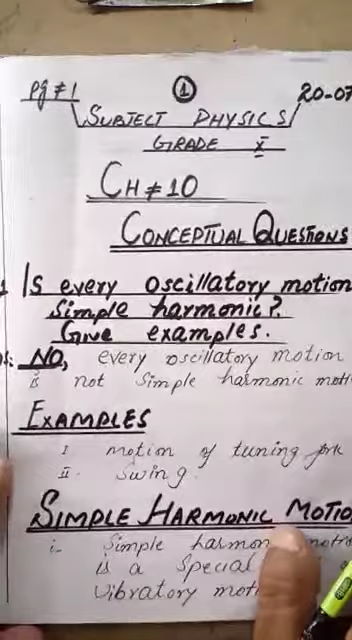 Pg # 1
1
20-07
SUBJECT PHYSICS
GRADE X
CH # 10
CONCEPTUAL QUESTIONS
Is every oscillatory motion
simple harmonic?
Give examples.
NO, every oscillatory motion
is not simple harmonic
EXAMPLES
I motion of tuning fork
II. Swing.
SIMPLE HARMONIC MOTIO
i- Simple harmon
is a Special
vibratory